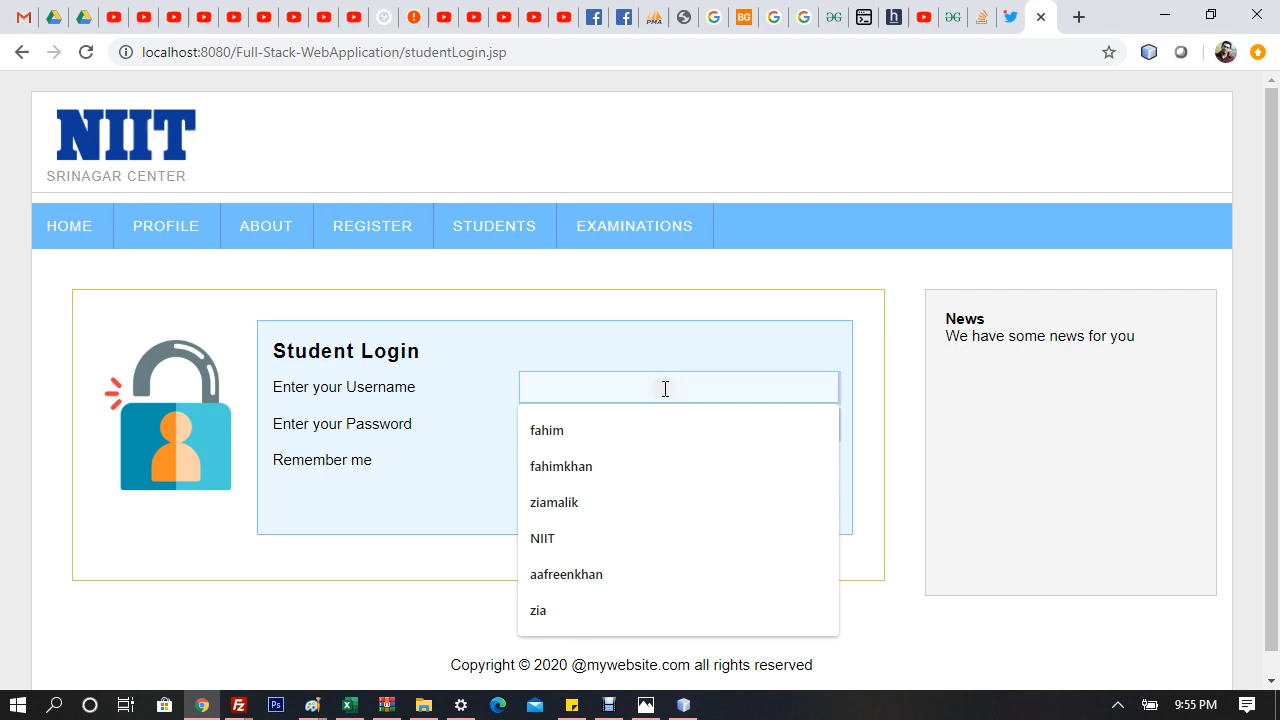 localhost:8080/Full-Stack-WebApplication/studentLogin.jsp
NIIT
SRINAGAR CENTER
HOME PROFILE ABOUT REGISTER STUDENTS EXAMINATIONS
Student Login
Enter your Username
Enter your Password
Remember me
fahim
fahimkhan
ziamalik
NIIT
aafreenkhan
zia
News
We have some news for you
Copyright © 2020 @mywebsite.com all rights reserved
9:55 PM